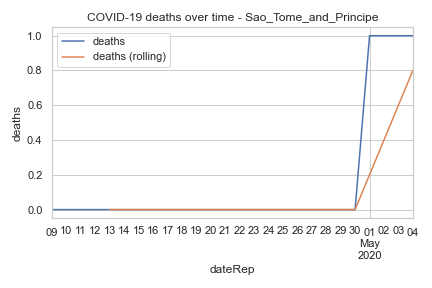 COVID-19 deaths over time - Sao_Tome_and_Principe
deaths
deaths (rolling)
1.0
0.8
0.6
0.4
0.2
0.0
deaths
09 10 11 12 13 14 15 16 17 18 19 20 21 22 23 24 25 26 27 28 29 30 01 02 03 04
May
2020
dateRep